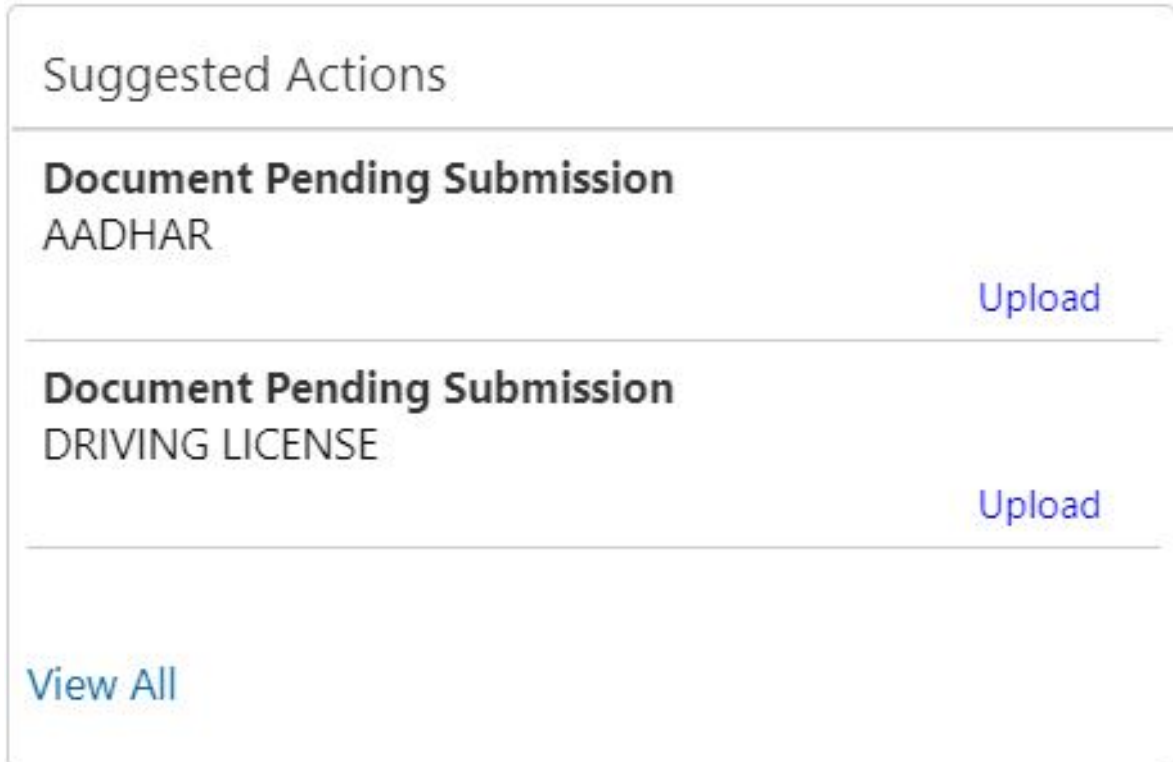 Suggested Actions
Document Pending Submission
AADHAR
Upload
Document Pending Submission
DRIVING LICENSE
Upload
View All